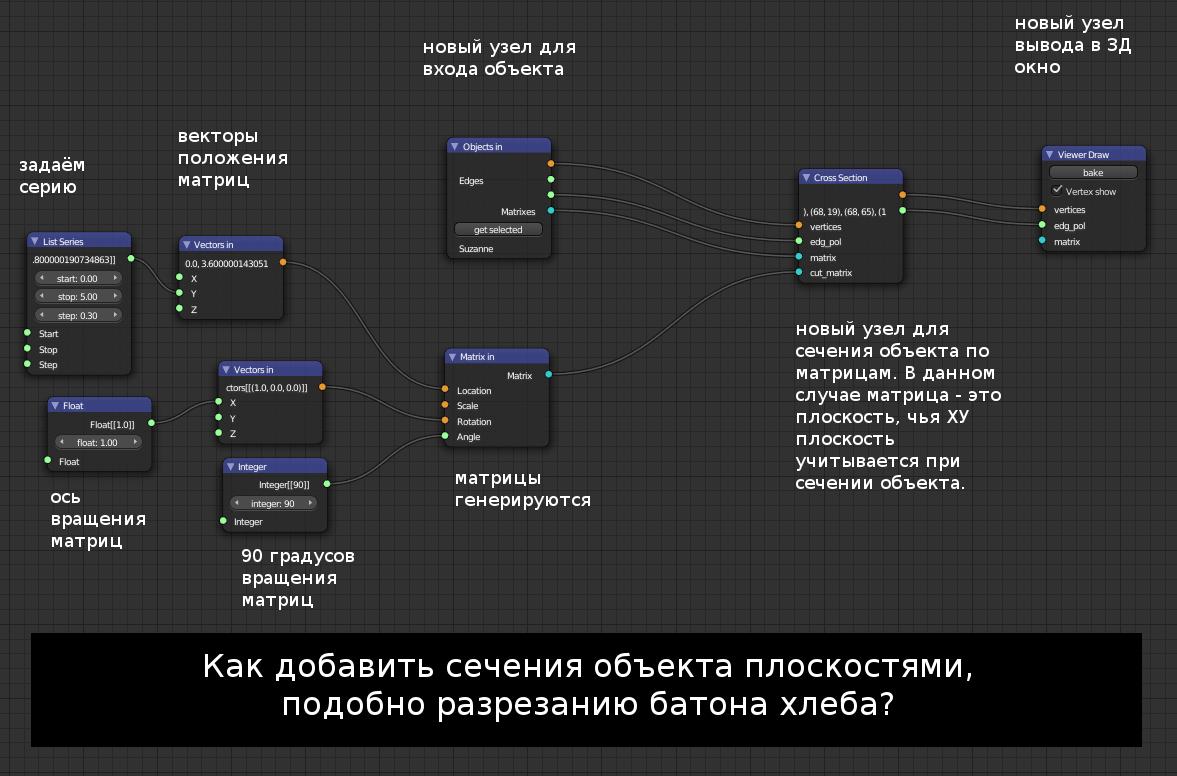 новый узел
вывода в 3Д
окно
новый узел для
входа объекта
векторы
положения
матриц
задаём
серию
Objects in
Edges
Matrixes
get selected
Suzanne
Viewer Draw
bake
Vertex show
vertices
edg_pol
matrix
Cross Section
), (68, 19), (68, 65), (1
vertices
edg_pol
matrix
cut_matrix
List Series
.800000190734863]]
start: 0.00
stop: 5.00
step: 0.30
Start
Stop
Step
Vectors in
0.0, 3.600000143051
X
Y
Z
Vectors in
ctors[[(1.0, 0.0, 0.0)]]
X
Y
Z
Matrix in
Matrix
Location
Scale
Rotation
Angle
Float
Float[[1.0]]
float: 1.00
Float
Integer
Integer[[90]]
integer: 90
Integer
новый узел для
сечения объекта по
матрицам. В данном
случае матрица - это
плоскость, чья ХУ
плоскость
учитывается при
сечении объекта.
матрицы
генерируются
ось
вращения
матриц
90 градусов
вращения
матриц
Как добавить сечения объекта плоскостями,
подобно разрезанию батона хлеба?